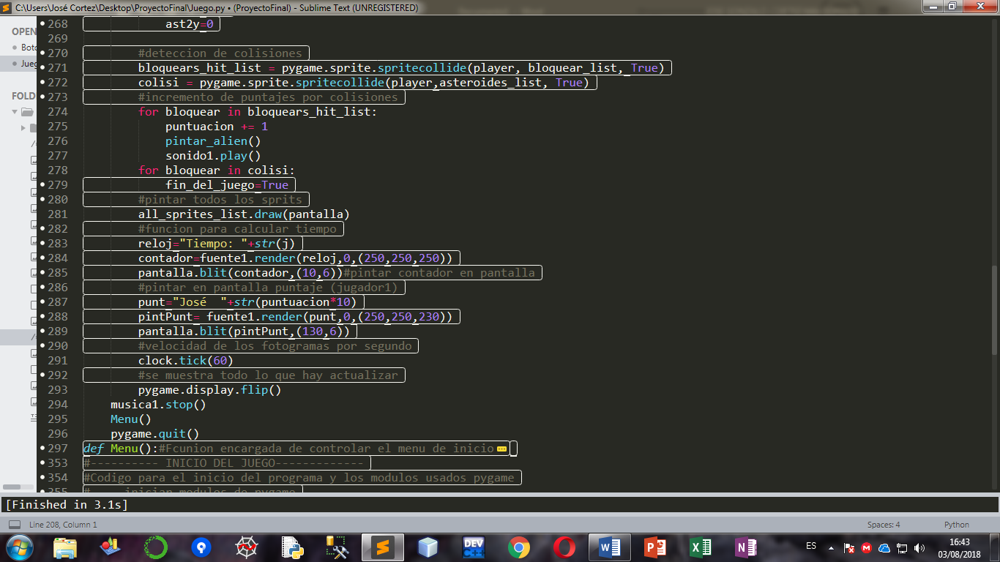 C:\Users\José Cortez\Desktop\ProyectoFinal\Juego.py • (ProyectoFinal) - Sublime Text (UNREGISTERED)
OPEN
Boto
Jueg
FOLD
268 ast2y=0
269
270 #deteccion de colisiones
271 bloquears_hit_list = pygame.sprite.spritecollide(player, bloquear_list, True)
272 colisi = pygame.sprite.spritecollide(player,asteroides_list, True)
273 #incremento de puntajes por colisiones
274 for bloquear in bloquears_hit_list:
275 puntuacion += 1
276 pintar_alien()
277 sonido1.play()
278 for bloquear in colisi:
279 fin_del_juego=True
280 #pintar todos los sprits
281 all_sprites_list.draw(pantalla)
282 #funcion para calcular tiempo
283 reloj="Tiempo: "+str(j)
284 contador=fuente1.render(reloj,0,(250,250,250))
285 pantalla.blit(contador,(10,6))#pintar contador en pantalla
286 #pintar en pantalla puntaje (jugador1)
287 punt="José  "+str(puntuacion*10)
288 pintPunt= fuente1.render(punt,0,(250,250,230))
289 pantalla.blit(pintPunt,(130,6))
290 #velocidad de los fotogramas por segundo
291 clock.tick(60)
292 #se muestra todo lo que hay actualizar
293 pygame.display.flip()
294 musica1.stop()
295 Menu()
296 pygame.quit()
297 def Menu():#Fcunion encargada de controlar el menu de inicio
353 #---------- INICIO DEL JUEGO-------------
354 #Codigo para el inicio del programa y los modulos usados pygame
355 # inician modulos de pygame
[Finished in 3.1s]
Line 208, Column 1
Spaces: 4
Python
DEV C++
ES
16:43
03/08/2018